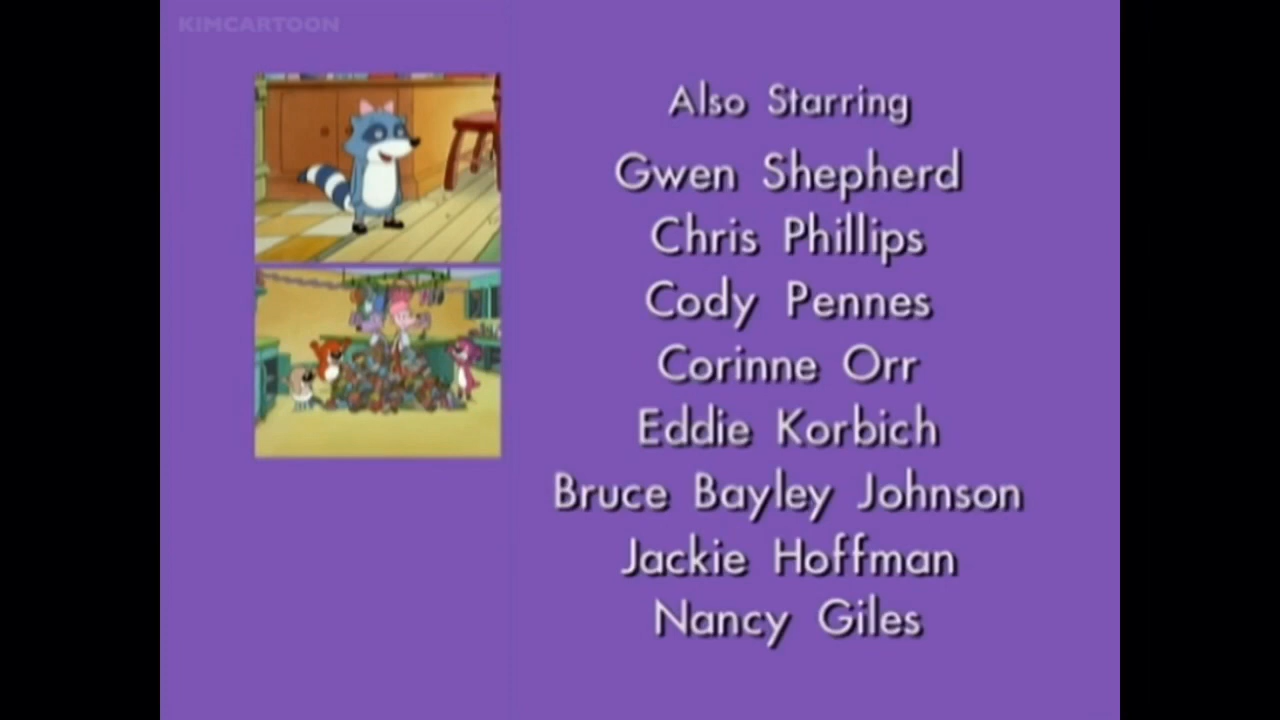 KIMCARTOON
Also Starring
Gwen Shepherd
Chris Phillips
Cody Pennes
Corinne Orr
Eddie Korbich
Bruce Bayley Johnson
Jackie Hoffman
Nancy Giles